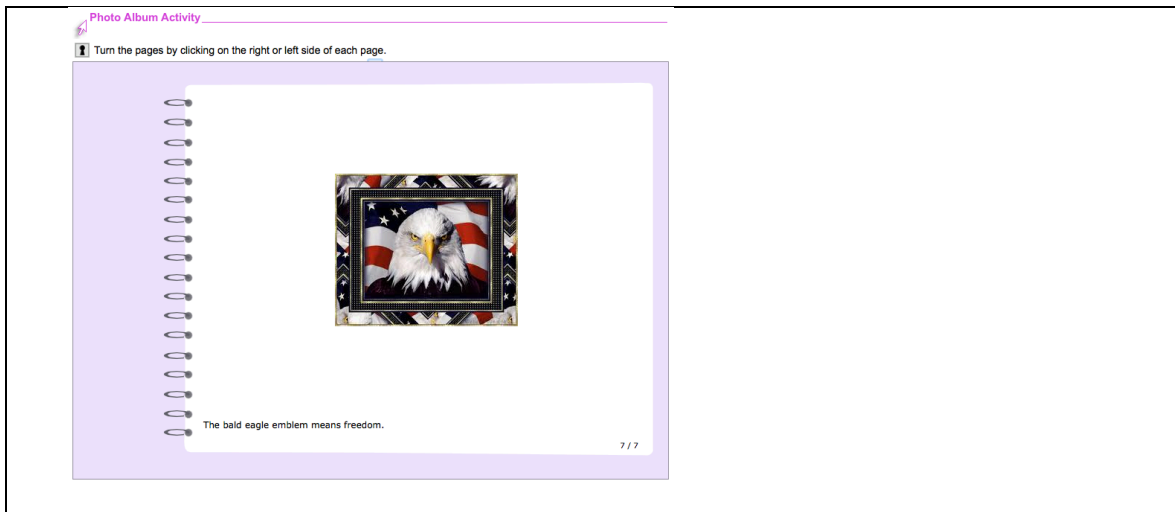 Photo Album Activity
Turn the pages by clicking on the right or left side of each page.
The bald eagle emblem means freedom.
7 / 7